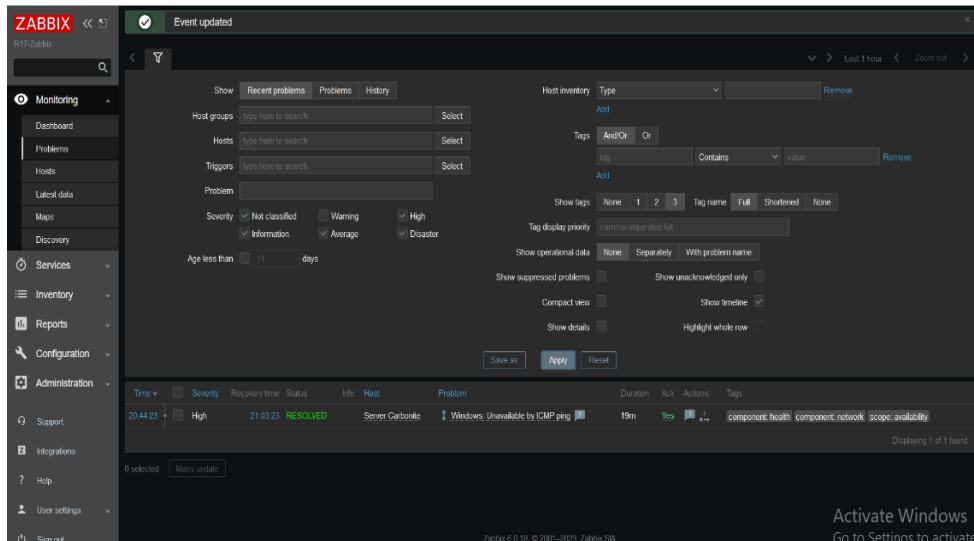 ZABBIX
R17-Zabbix
Monitoring
Dashboard
Problems
Hosts
Latest data
Maps
Discovery
Services
Inventory
Reports
Configuration
Administration
Support
Integrations
Help
User settings
Sign out
Event updated
Last 1 hour Zoom out
Show Recent problems Problems History
Host groups type here to search Select
Hosts type here to search Select
Triggers type here to search Select
Problem
Severity Not classified Warning High
Information Average Disaster
Age less than 14 days
Host inventory Type Remove
Add
Tags And/Or Or
tag Contains value Remove
Add
Show tags None 1 2 3 Tag name Full Shortened None
Tag display priority comma-separated list
Show operational data None Separately With problem name
Show suppressed problems Show unacknowledged only
Compact view Show timeline
Show details Highlight whole row
Save as Apply Reset
Time Severity Recovery time Status Info Host Problem Duration Ack Actions Tags
20:44:23 High 21:03:23 RESOLVED Server Carbonite Windows: Unavailable by ICMP ping 19m Yes component: health component: network scope: availability
Displaying 1 of 1 found
0 selected Mass update
Activate Windows
Go to Settings to activate
Zabbix 6.0.18. © 2001–2023, Zabbix SIA